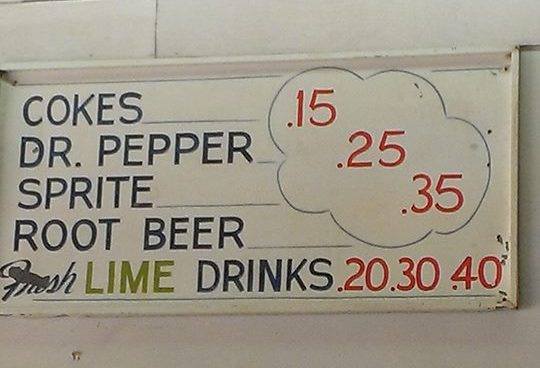 COKES .15
DR. PEPPER .25
SPRITE .35
ROOT BEER
Fresh LIME DRINKS .20 .30 .40